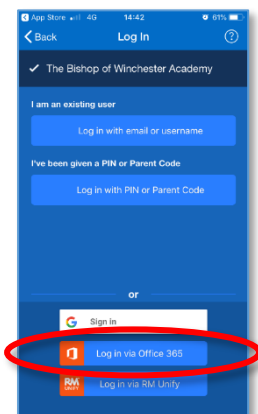 App Store 4G 14:42 61%
Back Log In ?
The Bishop of Winchester Academy
I am an existing user
Log in with email or username
I've been given a PIN or Parent Code
Log in with PIN or Parent Code
or
G Sign in
Log in via Office 365
RM UNIFY Log in via RM Unify